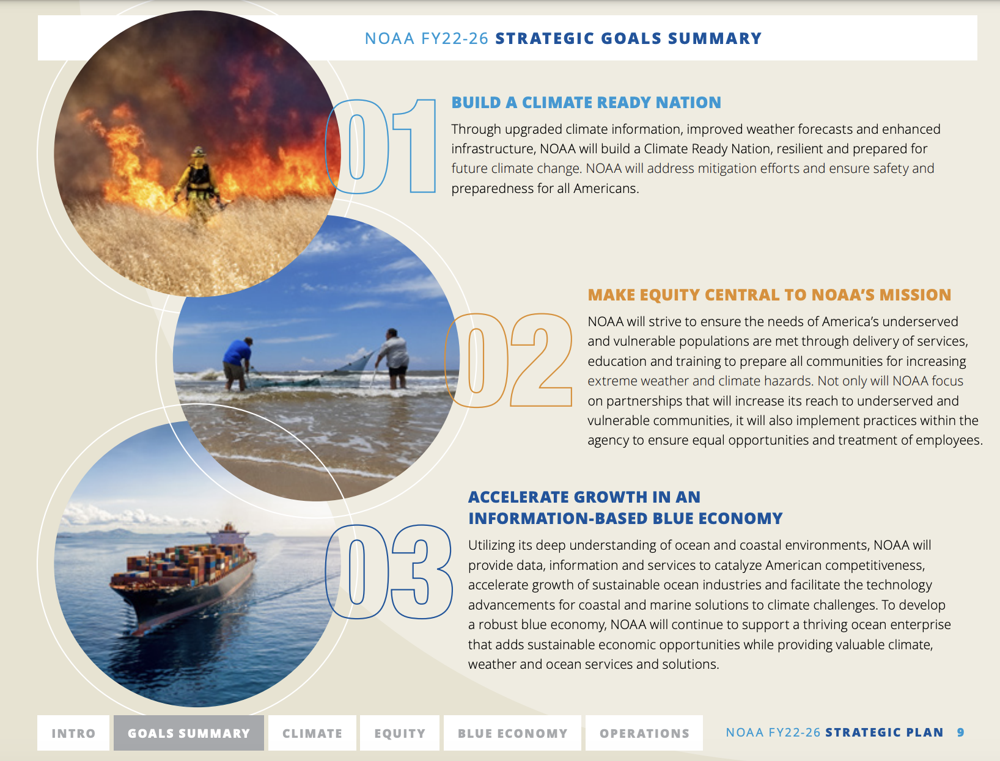 NOAA FY22-26 STRATEGIC GOALS SUMMARY
01
BUILD A CLIMATE READY NATION
Through upgraded climate information, improved weather forecasts and enhanced
infrastructure, NOAA will build a Climate Ready Nation, resilient and prepared for
future climate change. NOAA will address mitigation efforts and ensure safety and
preparedness for all Americans.
02
MAKE EQUITY CENTRAL TO NOAA’S MISSION
NOAA will strive to ensure the needs of America’s underserved
and vulnerable populations are met through delivery of services,
education and training to prepare all communities for increasing
extreme weather and climate hazards. Not only will NOAA focus
on partnerships that will increase its reach to underserved and
vulnerable communities, it will also implement practices within the
agency to ensure equal opportunities and treatment of employees.
03
ACCELERATE GROWTH IN AN
INFORMATION-BASED BLUE ECONOMY
Utilizing its deep understanding of ocean and coastal environments, NOAA will
provide data, information and services to catalyze American competitiveness,
accelerate growth of sustainable ocean industries and facilitate the technology
advancements for coastal and marine solutions to climate challenges. To develop
a robust blue economy, NOAA will continue to support a thriving ocean enterprise
that adds sustainable economic opportunities while providing valuable climate,
weather and ocean services and solutions.
INTRO
GOALS SUMMARY
CLIMATE
EQUITY
BLUE ECONOMY
OPERATIONS
NOAA FY22-26 STRATEGIC PLAN 9